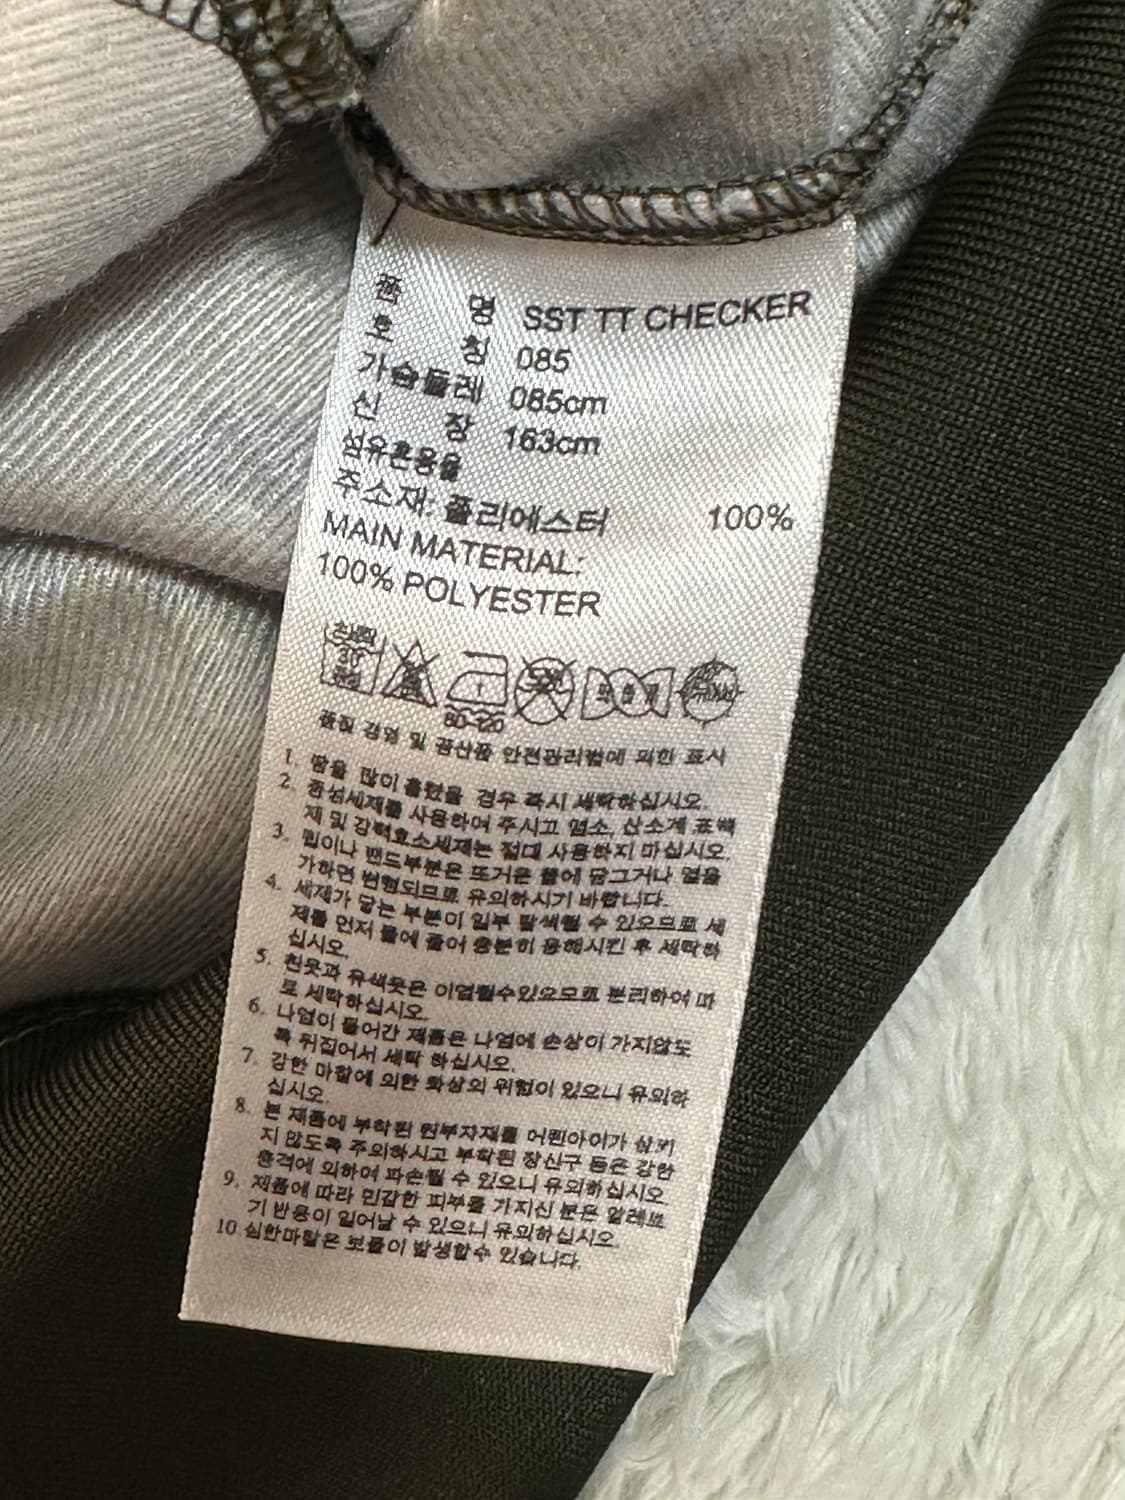 품 명 SST TT CHECKER
호 칭 085
가슴둘레 085cm
신 장 163cm
섬유혼용율
주소재: 폴리에스터 100%
MAIN MATERIAL:
100% POLYESTER
80-120
품질 경영 및 공산품 안전관리법에 의한 표시
1. 땀을 많이 흘렸을 경우 즉시 세탁하십시오.
2. 중성세제를 사용하여 주시고 염소, 산소계 표백
제 및 강력효소세제는 절대 사용하지 마십시오.
3. 립이나 밴드부분은 뜨거운 물에 담그거나 열을
가하면 변형되므로 유의하시기 바랍니다.
4. 세제가 닿는 부분이 일부 탈색될 수 있으므로 세
제를 먼저 물에 풀어 충분히 용해시킨 후 세탁하
십시오.
5. 흰옷과 유색옷은 이염될수있으므로 분리하여 따
로 세탁하십시오.
6. 나염이 들어간 제품은 나염에 손상이 가지않도
록 뒤집어서 세탁 하십시오.
7. 강한 마찰에 의한 화상의 위험이 있으니 유의하
십시오.
8. 본 제품에 부착된 원부자재를 어린아이가 삼키
지 않도록 주의하시고 부착된 장신구 등은 강한
충격에 의하여 파손될 수 있으니 유의하십시오
9. 제품에 따라 민감한 피부를 가지신 분은 알레르
기 반응이 일어날 수 있으니 유의하십시오.
10 심한마찰은 보풀이 발생할수 있습니다.